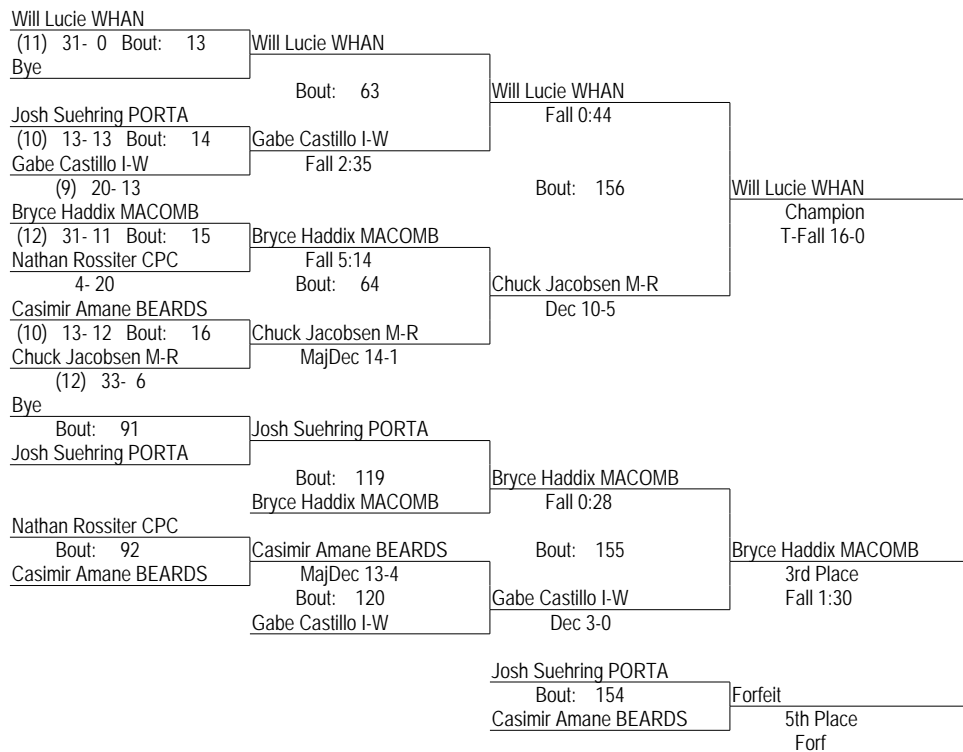 Will Lucie WHAN
(11) 31- 0 Bout: 13
Bye
Will Lucie WHAN
Bout: 63
Josh Suehring PORTA
(10) 13- 13 Bout: 14
Gabe Castillo I-W
(9) 20- 13
Gabe Castillo I-W
Fall 2:35
Will Lucie WHAN
Fall 0:44
Bout: 156
Bryce Haddix MACOMB
(12) 31- 11 Bout: 15
Nathan Rossiter CPC
4- 20
Bryce Haddix MACOMB
Fall 5:14
Bout: 64
Casimir Amane BEARDS
(10) 13- 12 Bout: 16
Chuck Jacobsen M-R
(12) 33- 6
Chuck Jacobsen M-R
MajDec 14-1
Chuck Jacobsen M-R
Dec 10-5
Will Lucie WHAN
Champion
T-Fall 16-0
Bye
Bout: 91
Josh Suehring PORTA
Josh Suehring PORTA
Bout: 119
Bryce Haddix MACOMB
Bryce Haddix MACOMB
Fall 0:28
Bout: 155
Nathan Rossiter CPC
Bout: 92
Casimir Amane BEARDS
Casimir Amane BEARDS
MajDec 13-4
Bout: 120
Gabe Castillo I-W
Gabe Castillo I-W
Dec 3-0
Bryce Haddix MACOMB
3rd Place
Fall 1:30
Josh Suehring PORTA
Bout: 154
Casimir Amane BEARDS
Forfeit
5th Place
Forf